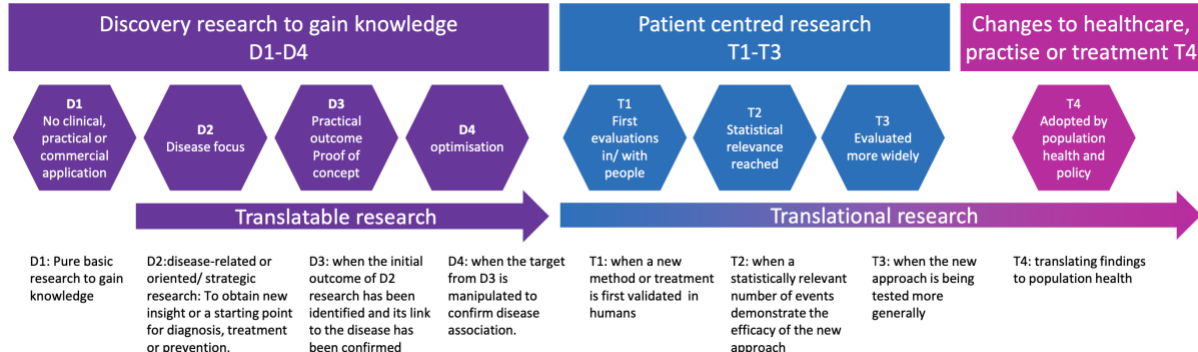 Discovery research to gain knowledge
D1-D4
Patient centred research
T1-T3
Changes to healthcare,
practise or treatment T4
D1
No clinical,
practical or
commercial
application
D2
Disease focus
D3
Practical
outcome
Proof of
concept
D4
optimisation
T1
First
evaluations
in/ with
people
T2
Statistical
relevance
reached
T3
Evaluated
more widely
T4
Adopted by
population
health and
policy
Translatable research
Translational research
D1: Pure basic
research to gain
knowledge
D2:disease-related or
oriented/ strategic
research: To obtain new
insight or a starting point
for diagnosis, treatment
or prevention.
D3: when the initial
outcome of D2
research has been
identified and its link
to the disease has
been confirmed
D4: when the target
from D3 is
manipulated to
confirm disease
association.
T1: when a new
method or treatment
is first validated in
humans
T2: when a
statistically relevant
number of events
demonstrate the
efficacy of the new
approach
T3: when the new
approach is being
tested more
generally
T4: translating findings
to population health